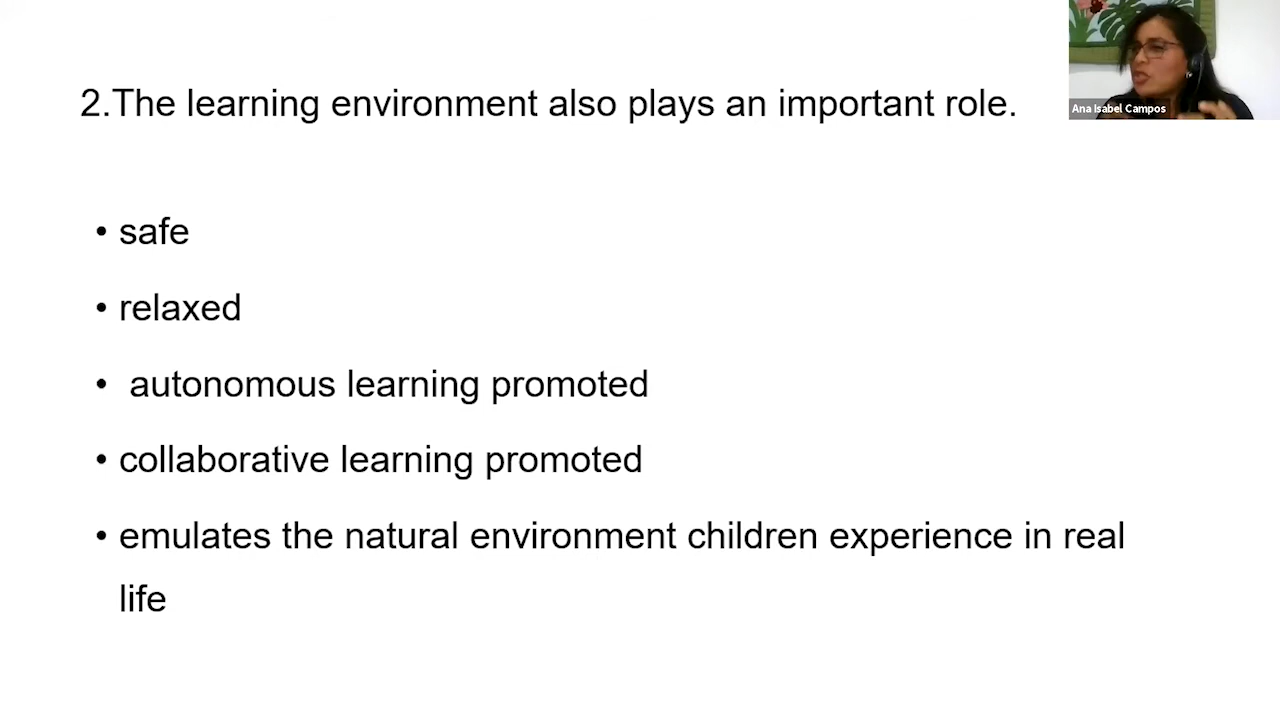 2.The learning environment also plays an important role.
Ana Isabel Campos
• safe
• relaxed
• autonomous learning promoted
• collaborative learning promoted
• emulates the natural environment children experience in real
life